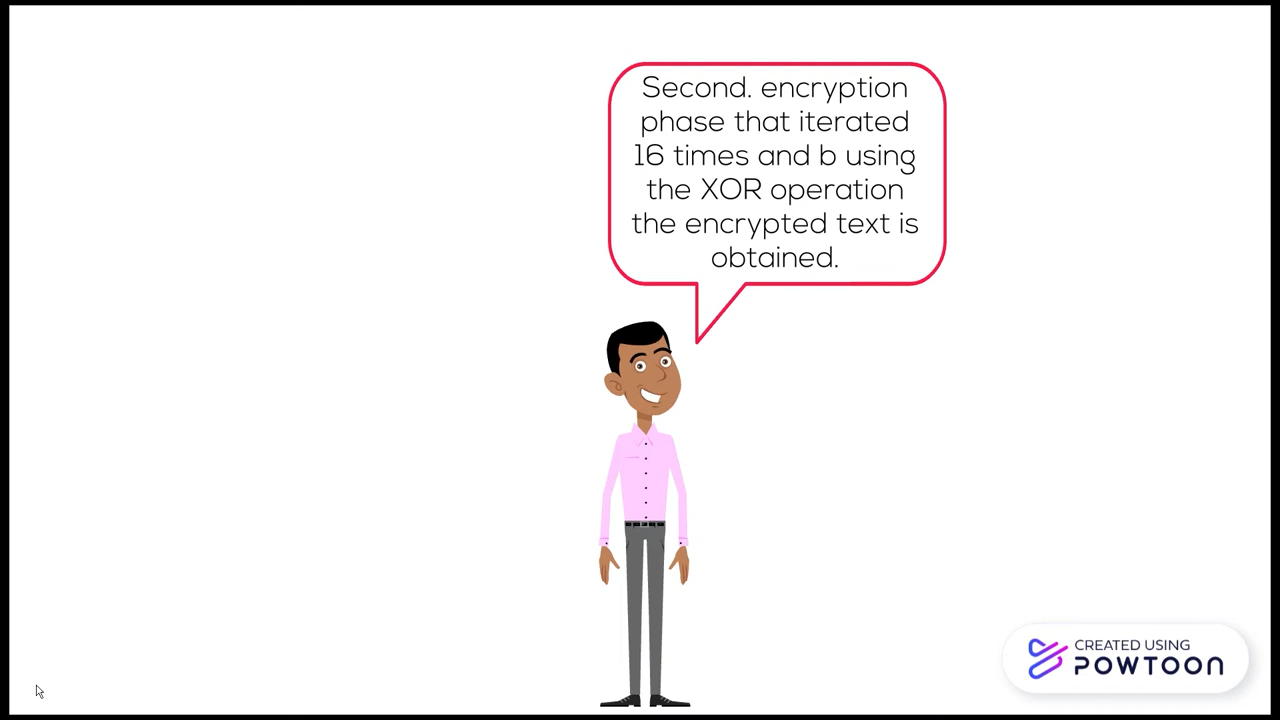 Second. encryption
phase that iterated
16 times and b using
the XOR operation
the encrypted text is
obtained.
CREATED USING
POWTOON